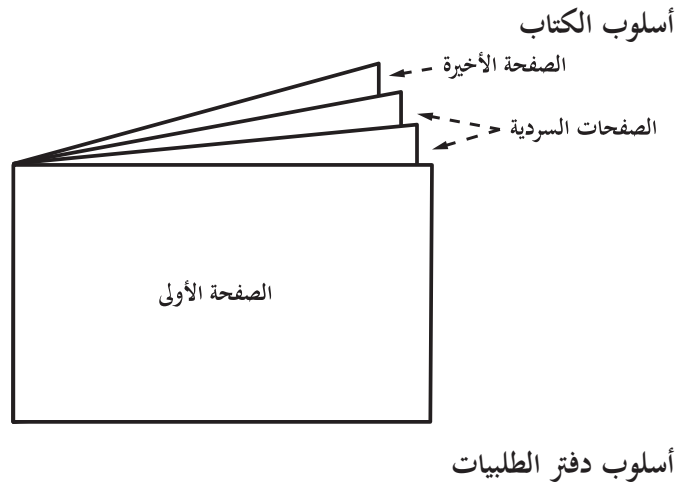 أسلوب الكتاب
الصفحة الأخيرة
الصفحات السردية
الصفحة الأولى
أسلوب دفتر الطلبيات